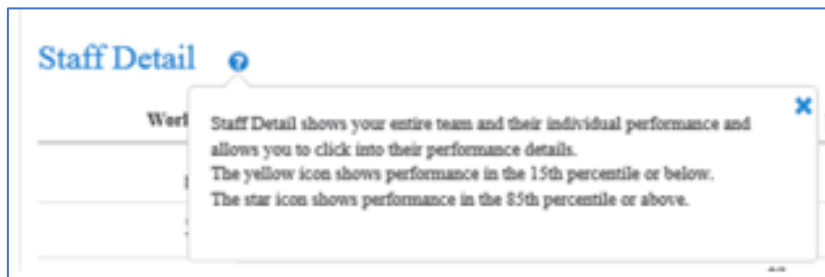 Staff Detail
Staff Detail shows your entire team and their individual performance and
allows you to click into their performance details.
The yellow icon shows performance in the 15th percentile or below.
The star icon shows performance in the 85th percentile or above.